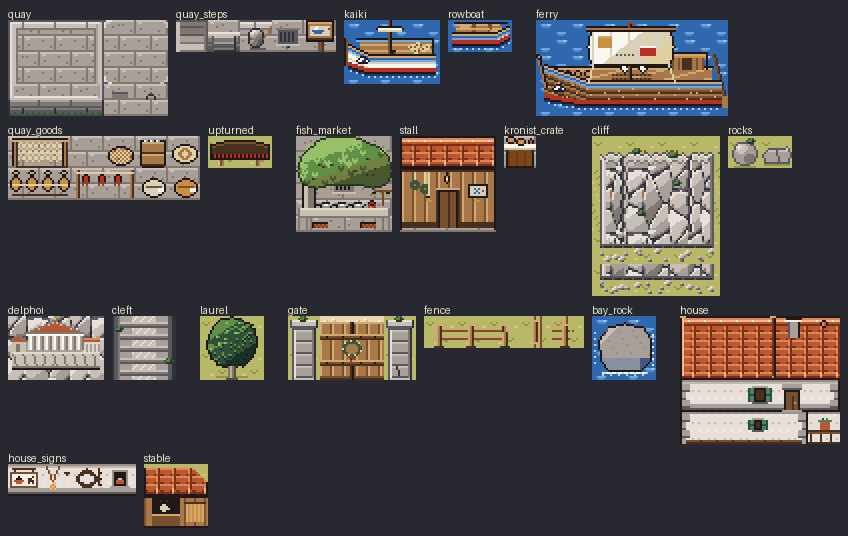 quay
quay_steps
kaiki
rowboat
ferry
quay_goods
upturned
fish_market
stall
kronist_crate
cliff
rocks
delphoi
cleft
laurel
gate
fence
bay_rock
house
house_signs
stable